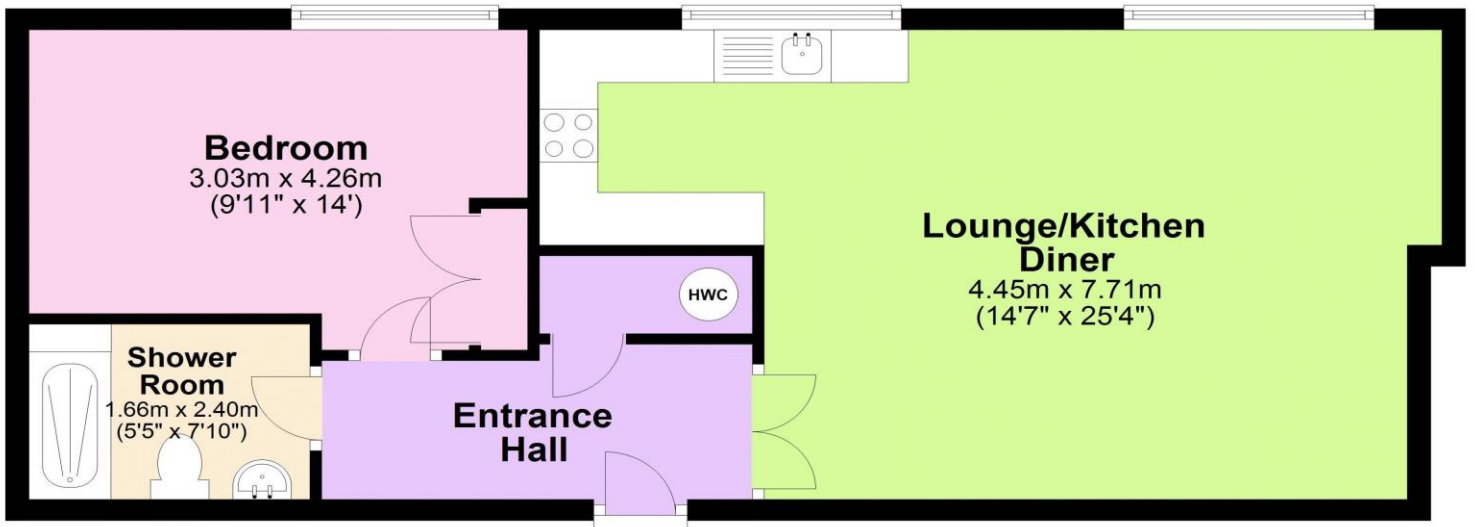 Bedroom
3.03m x 4.26m
(9'11" x 14')
Lounge/Kitchen
Diner
4.45m x 7.71m
(14'7" x 25'4")
HWC
Shower
Room
1.66m x 2.40m
(5'5" x 7'10")
Entrance
Hall